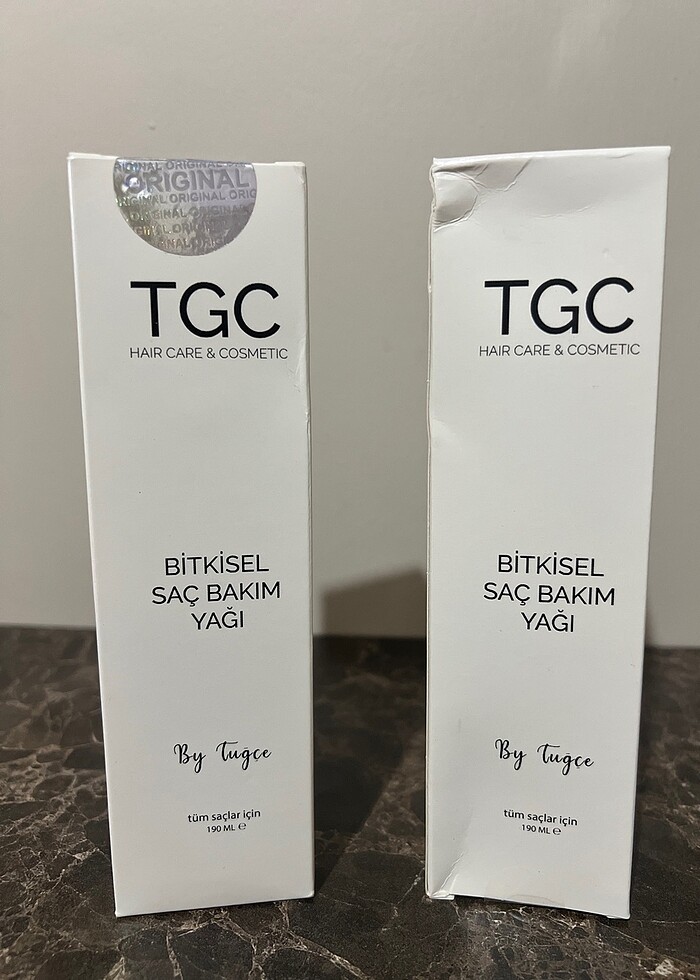 ORIGINAL
TGC
HAIR CARE & COSMETIC
BİTKİSEL
SAÇ BAKIM
YAĞI
By Tuğçe
tüm saçlar için
190 ML ℮
TGC
HAIR CARE & COSMETIC
BİTKİSEL
SAÇ BAKIM
YAĞI
By Tuğçe
tüm saçlar için
190 ML ℮